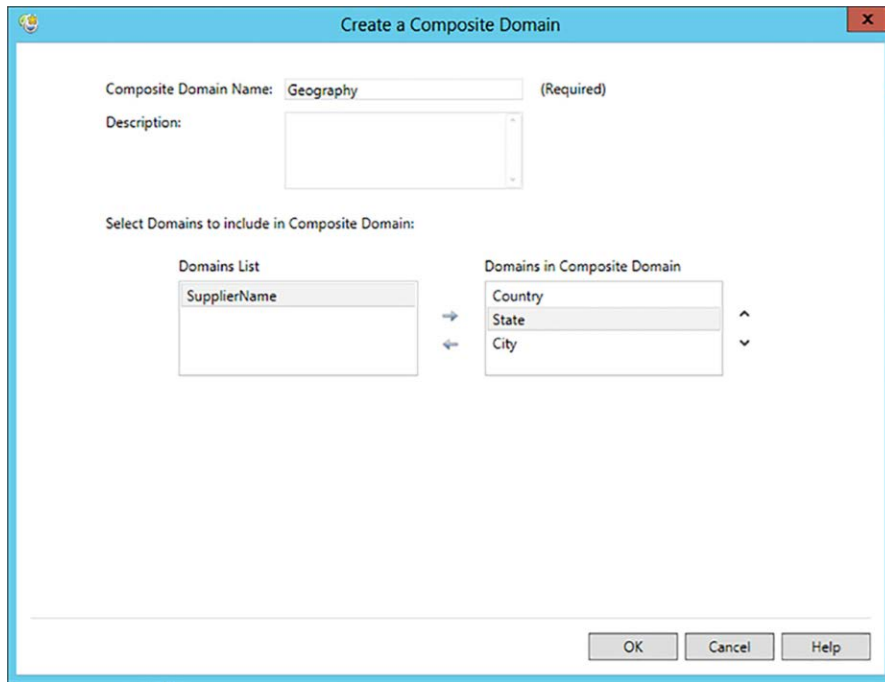 Create a Composite Domain
x
Composite Domain Name: Geography (Required)
Description:
Select Domains to include in Composite Domain:
Domains List Domains in Composite Domain
SupplierName Country
State
City
OK Cancel Help